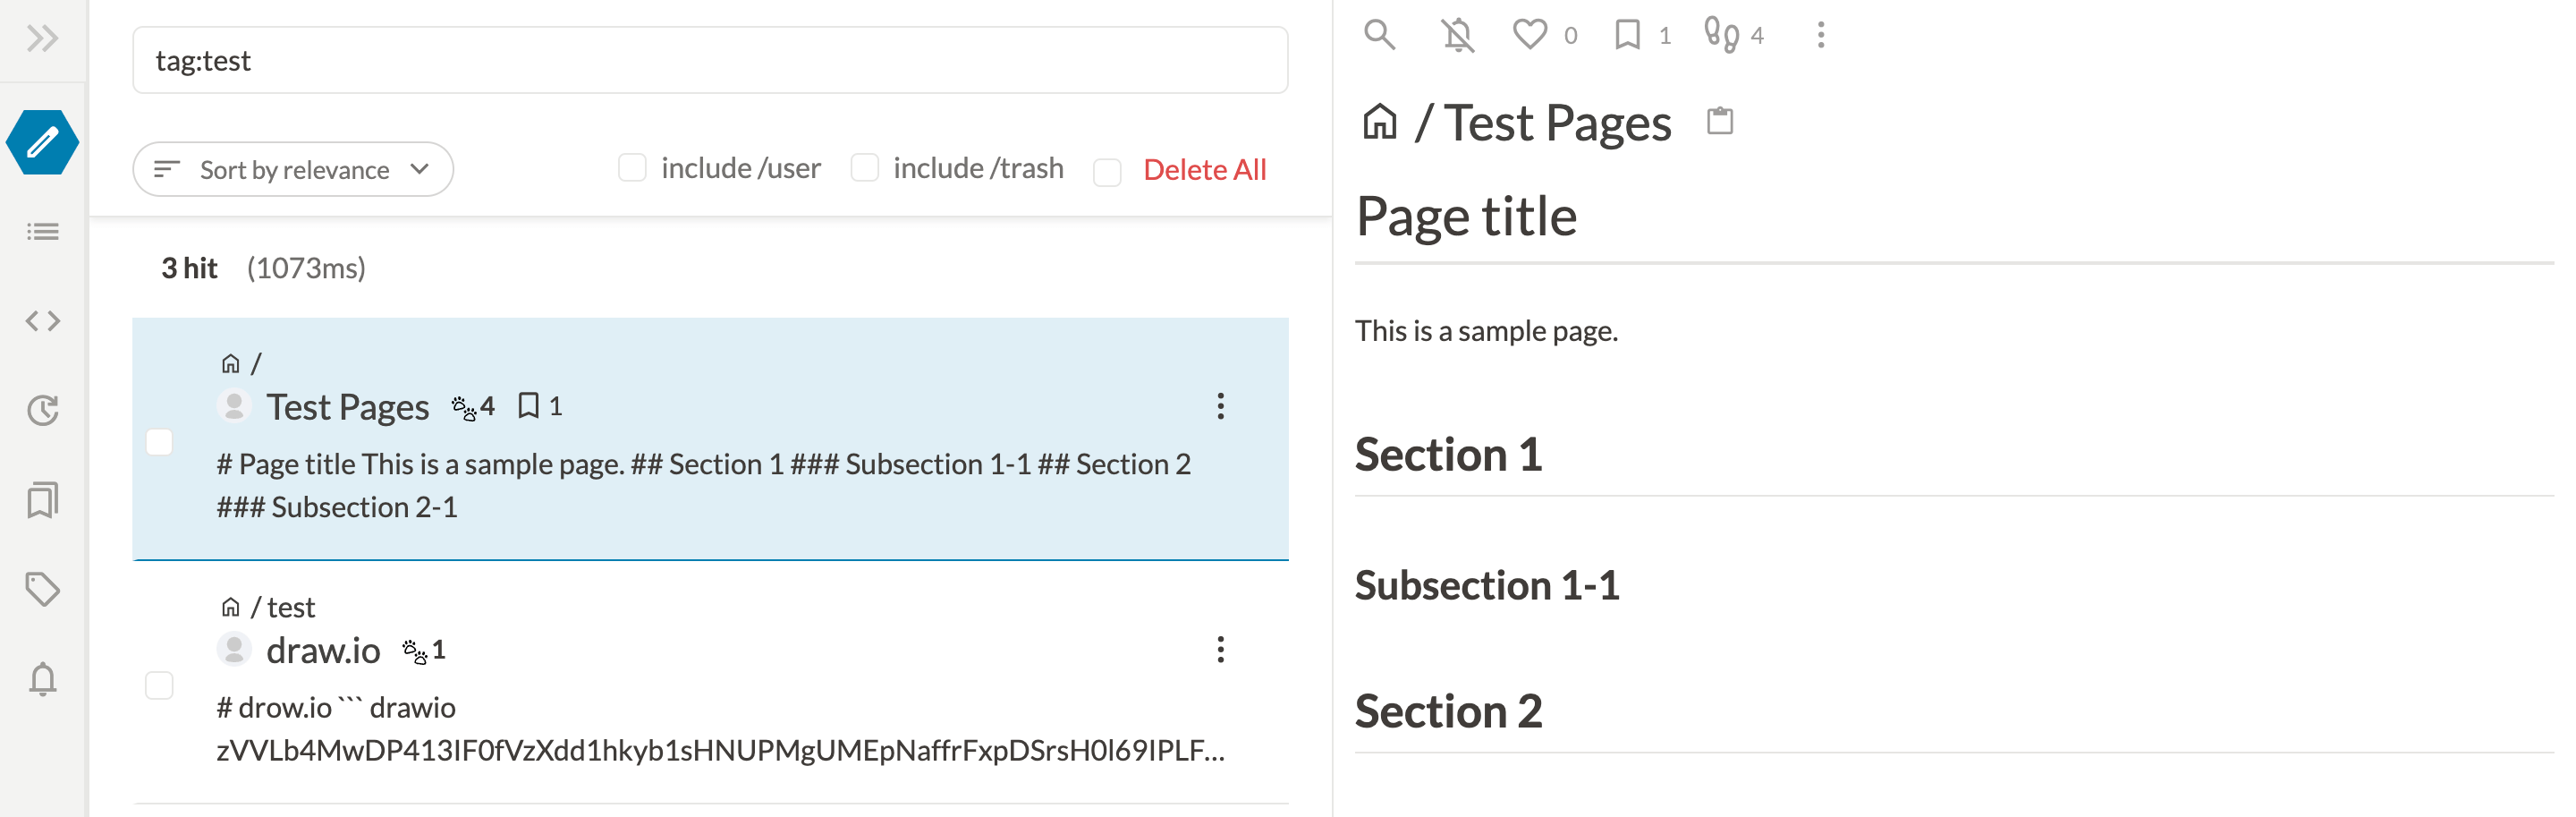 tag:test
Sort by relevance
include /user
include /trash
Delete All
3 hit (1073ms)
/
Test Pages 4 1
# Page title This is a sample page. ## Section 1 ### Subsection 1-1 ## Section 2
### Subsection 2-1
/ test
draw.io 1
# drow.io ``` drawio
zVVLb4MwDP413IF0fVzXdd1hkyb1sHNUPMgUMEpNaffrFxpDSrsH0l69IPLF...
0 1 4
/ Test Pages
Page title
This is a sample page.
Section 1
Subsection 1-1
Section 2